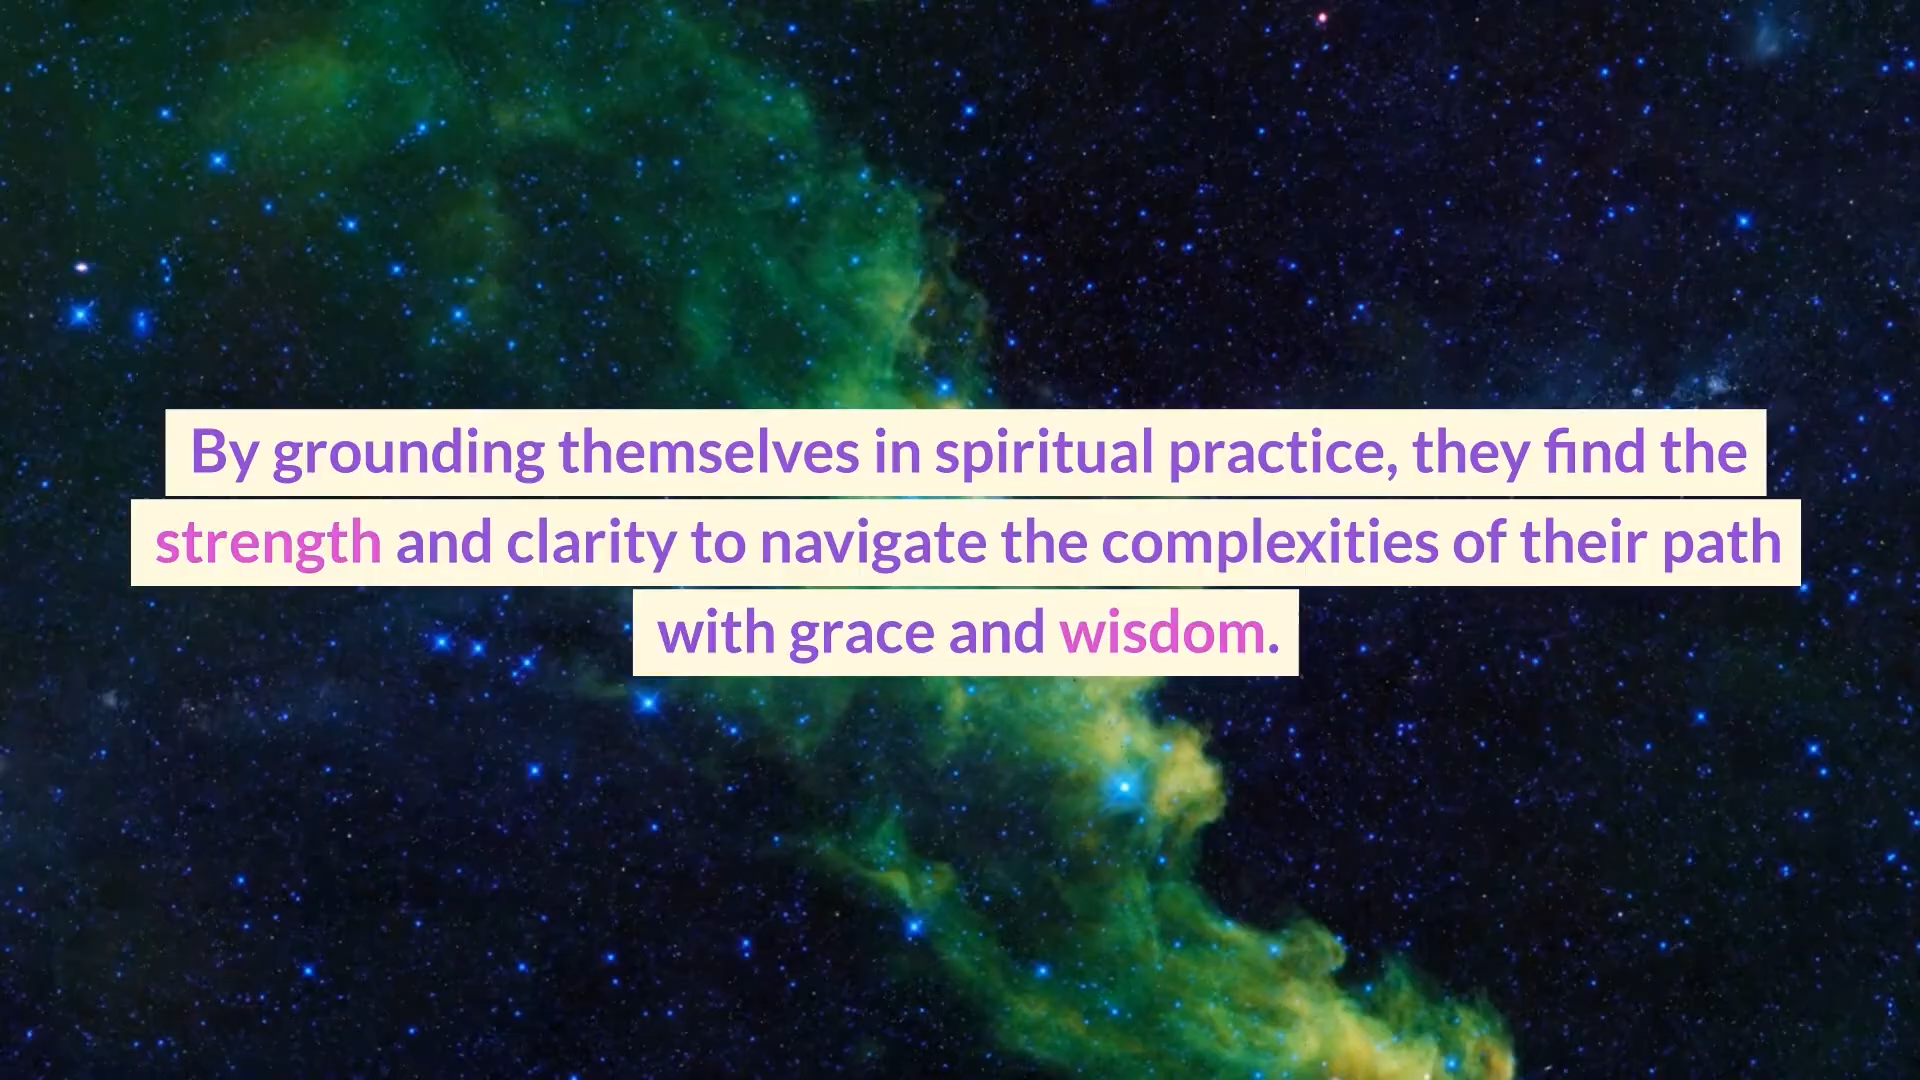 By grounding themselves in spiritual practice, they find the
strength and clarity to navigate the complexities of their path
with grace and wisdom.